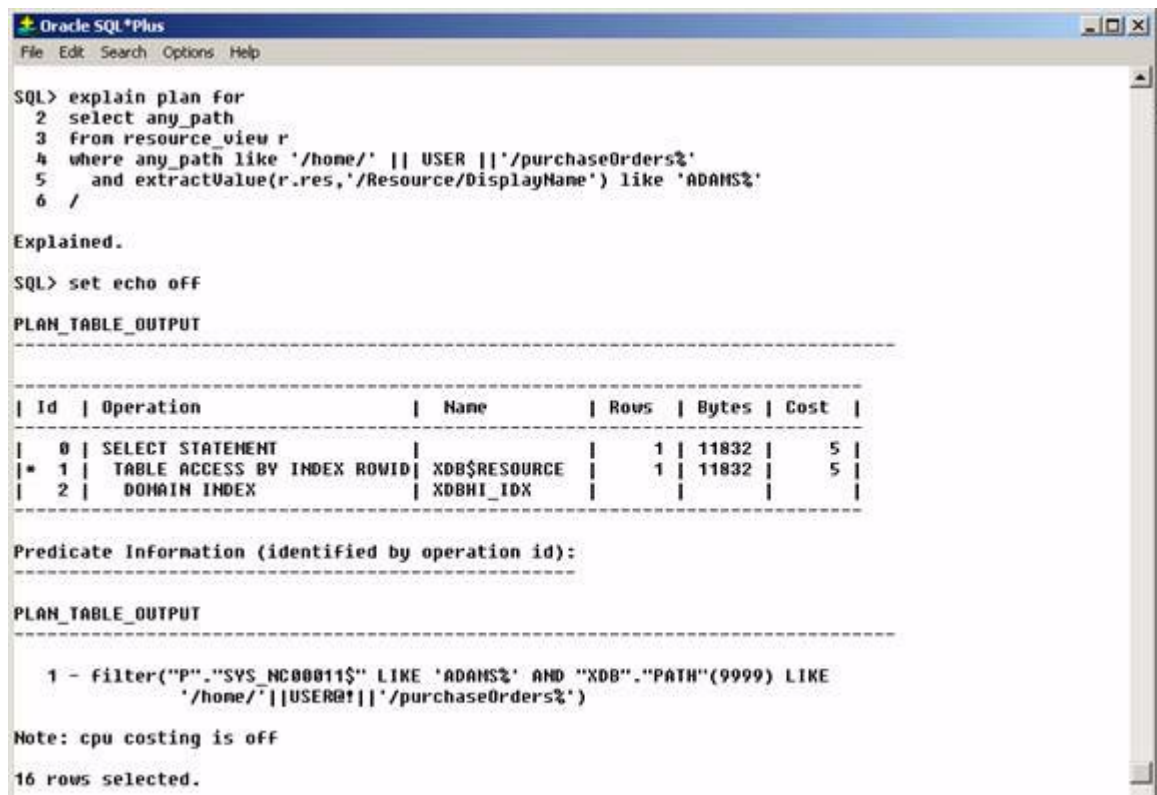 Oracle SQL*Plus
File Edit Search Options Help
SQL> explain plan for
  2  select any_path
  3  from resource_view r
  4  where any_path like '/home/' || USER ||'/purchaseOrders%'
  5    and extractValue(r.res,'/Resource/DisplayName') like 'ADAMS%'
  6  /
Explained.
SQL> set echo off
PLAN_TABLE_OUTPUT
--------------------------------------------------------------------------------
--------------------------------------------------------------------------------
| Id  | Operation                   |  Name         | Rows  | Bytes | Cost  |
--------------------------------------------------------------------------------
|   0 | SELECT STATEMENT            |               |     1 | 11832 |     5 |
|*  1 |  TABLE ACCESS BY INDEX ROWID| XDB$RESOURCE  |     1 | 11832 |     5 |
|   2 |   DOMAIN INDEX              | XDBHI_IDX     |       |       |       |
--------------------------------------------------------------------------------
Predicate Information (identified by operation id):
---------------------------------------------------
PLAN_TABLE_OUTPUT
--------------------------------------------------------------------------------
   1 - filter("P"."SYS_NC00011$" LIKE 'ADAMS%' AND "XDB"."PATH"(9999) LIKE
              '/home/'||USER@!||'/purchaseOrders%')
Note: cpu costing is off
16 rows selected.